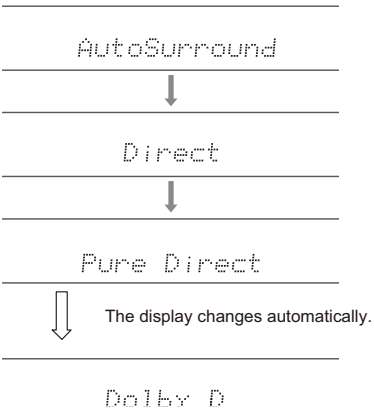 AutoSurround
Direct
Pure Direct
The display changes automatically.
Dolby D